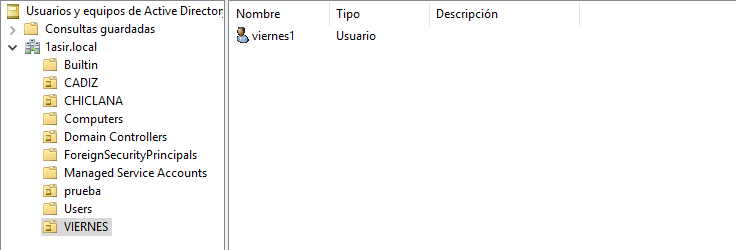 Usuarios y equipos de Active Directory
Consultas guardadas
1asir.local
Builtin
CADIZ
CHICLANA
Computers
Domain Controllers
ForeignSecurityPrincipals
Managed Service Accounts
prueba
Users
VIERNES
Nombre Tipo Descripción
viernes1 Usuario